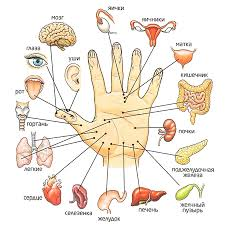 яички
мозг
яичники
глаза
уши
матка
рот
кишечник
гортань
почки
легкие
поджелудочная
железа
сердце
селезенка
желудок
печень
желчный
пузырь